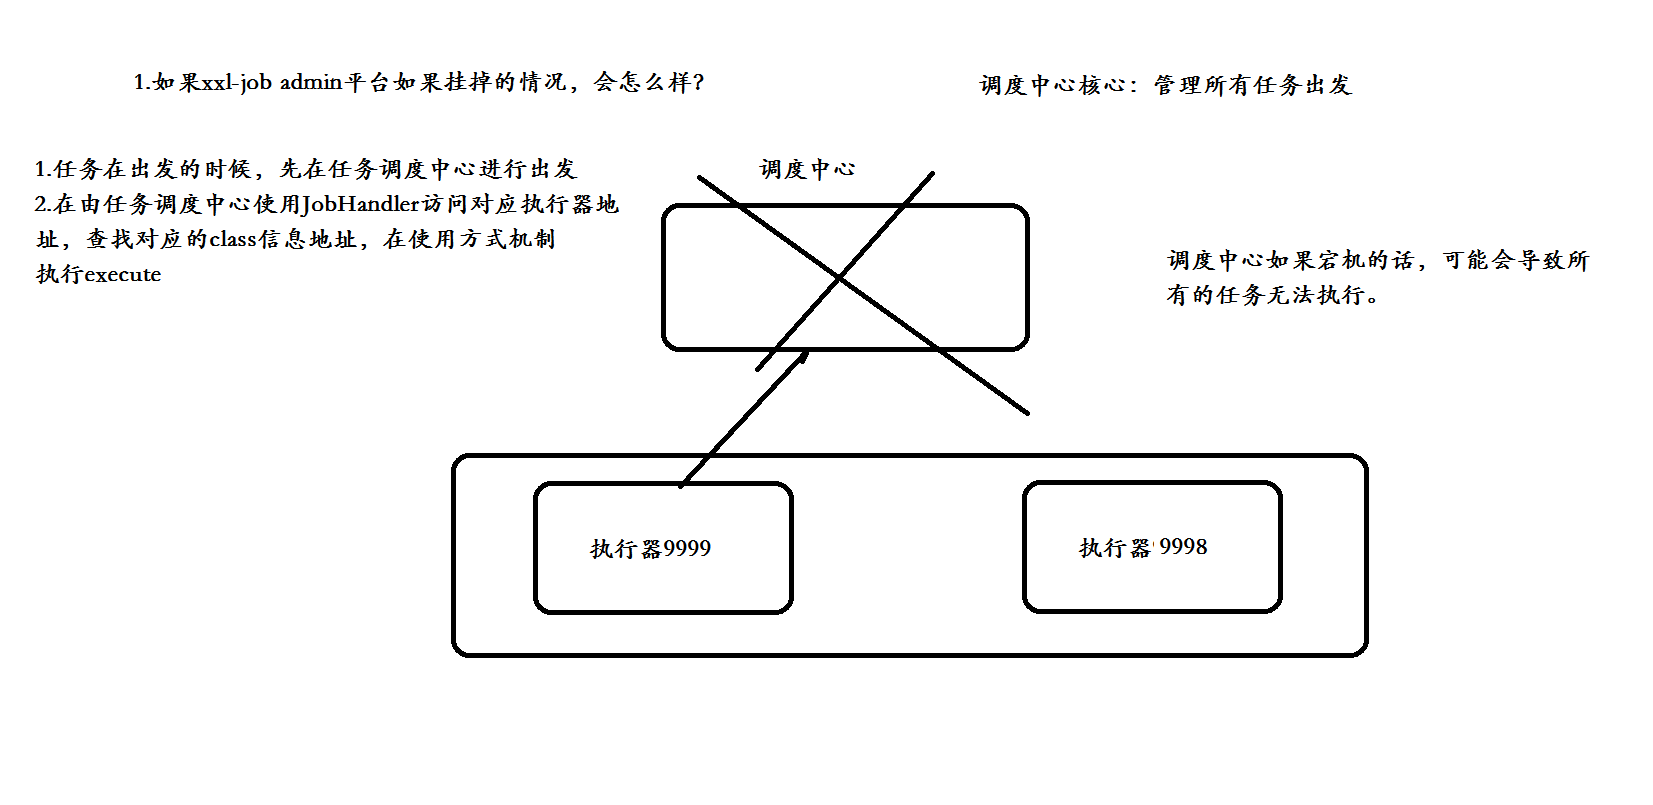 1.如果xxl-job admin平台如果挂掉的情况，会怎么样？
调度中心核心：管理所有任务出发
1.任务在出发的时候，先在任务调度中心进行出发
2.在由任务调度中心使用JobHandler访问对应执行器地
址，查找对应的class信息地址，在使用方式机制
执行execute
调度中心
调度中心如果宕机的话，可能会导致所
有的任务无法执行。
执行器9999
执行器 9998